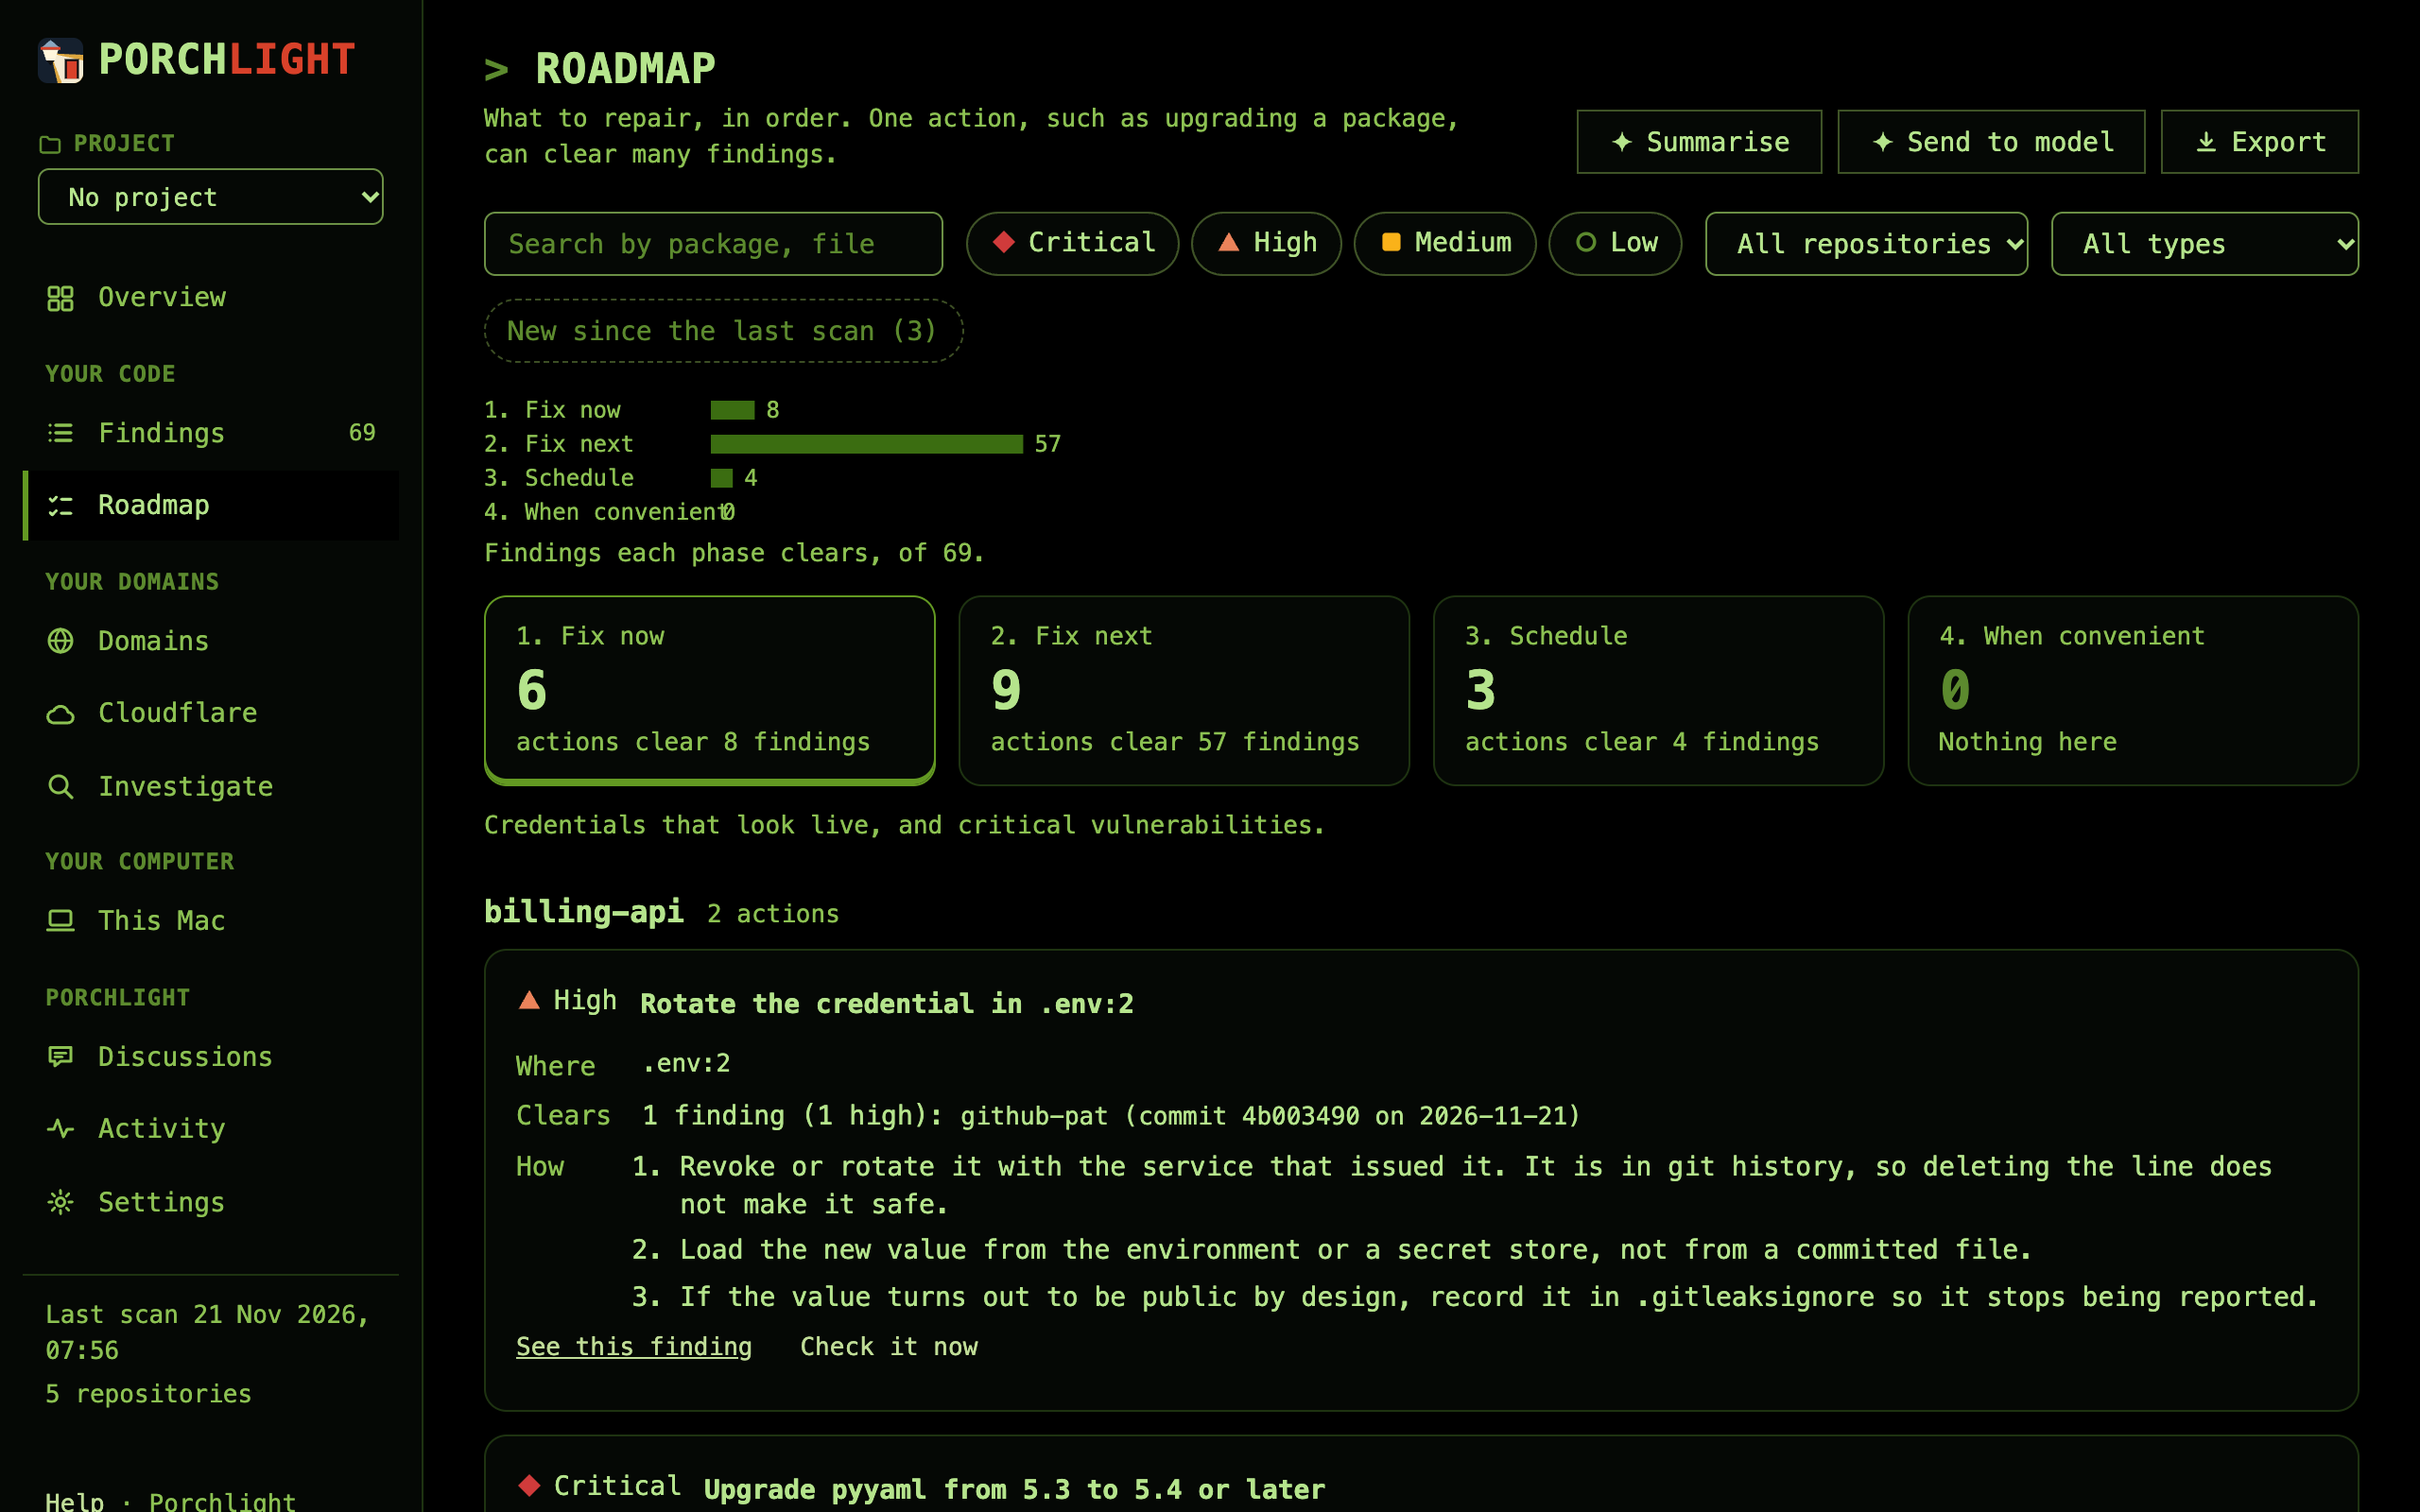 PORCHLIGHT
PROJECT
No project
Overview
YOUR CODE
Findings 69
Roadmap
YOUR DOMAINS
Domains
Cloudflare
Investigate
YOUR COMPUTER
This Mac
PORCHLIGHT
Discussions
Activity
Settings
Last scan 21 Nov 2026,
07:56
5 repositories
Help · Porchlight
> ROADMAP
What to repair, in order. One action, such as upgrading a package,
can clear many findings.
Summarise
Send to model
Export
Search by package, file
Critical
High
Medium
Low
All repositories
All types
New since the last scan (3)
1. Fix now 8
2. Fix next 57
3. Schedule 4
4. When convenient 0
Findings each phase clears, of 69.
1. Fix now
6
actions clear 8 findings
2. Fix next
9
actions clear 57 findings
3. Schedule
3
actions clear 4 findings
4. When convenient
0
Nothing here
Credentials that look live, and critical vulnerabilities.
billing-api 2 actions
High Rotate the credential in .env:2
Where .env:2
Clears 1 finding (1 high): github-pat (commit 4b003490 on 2026-11-21)
How 1. Revoke or rotate it with the service that issued it. It is in git history, so deleting the line does
not make it safe.
2. Load the new value from the environment or a secret store, not from a committed file.
3. If the value turns out to be public by design, record it in .gitleaksignore so it stops being reported.
See this finding Check it now
Critical Upgrade pyyaml from 5.3 to 5.4 or later